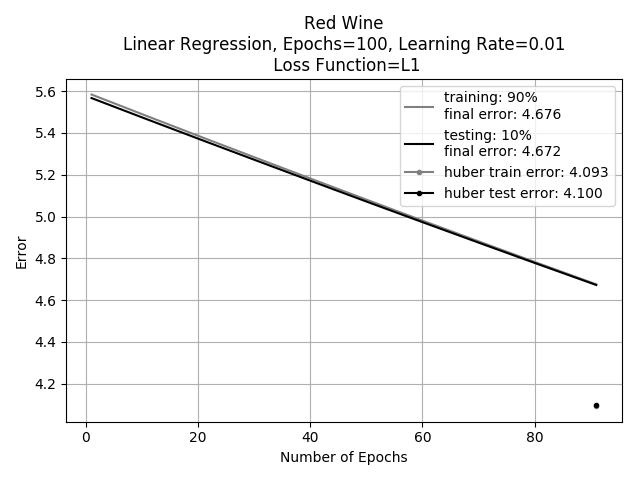 Red Wine
Linear Regression, Epochs=100, Learning Rate=0.01
Loss Function=L1
training: 90%
final error: 4.676
testing: 10%
final error: 4.672
huber train error: 4.093
huber test error: 4.100
Error
5.6
5.4
5.2
5.0
4.8
4.6
4.4
4.2
0
20
40
60
80
Number of Epochs